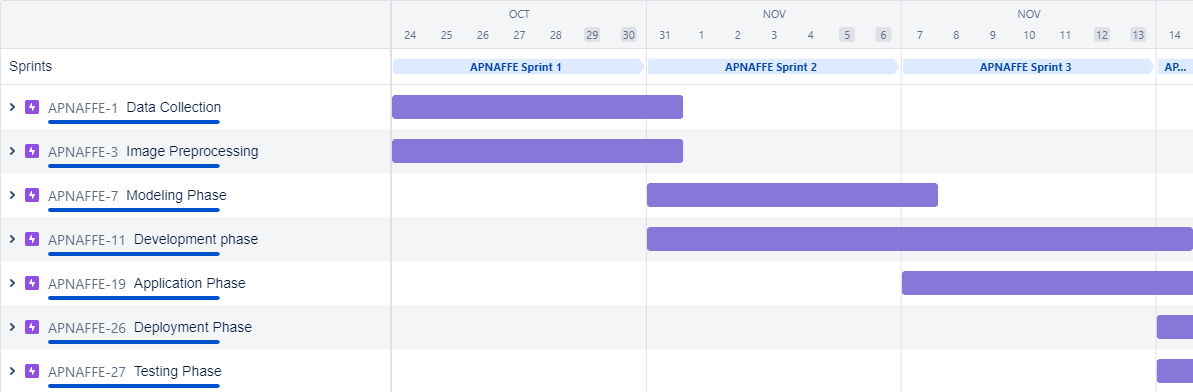 OCT NOV NOV
24 25 26 27 28 29 30 31 1 2 3 4 5 6 7 8 9 10 11 12 13 14
Sprints APNAFFE Sprint 1 APNAFFE Sprint 2 APNAFFE Sprint 3 AP...
APNAFFE-1 Data Collection
APNAFFE-3 Image Preprocessing
APNAFFE-7 Modeling Phase
APNAFFE-11 Development phase
APNAFFE-19 Application Phase
APNAFFE-26 Deployment Phase
APNAFFE-27 Testing Phase